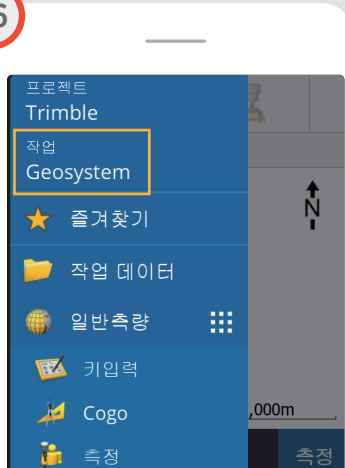 프로젝트
Trimble
작업
Geosystem
즐겨찾기
작업 데이터
일반측량
키입력
Cogo
측정
N
,000m
측정